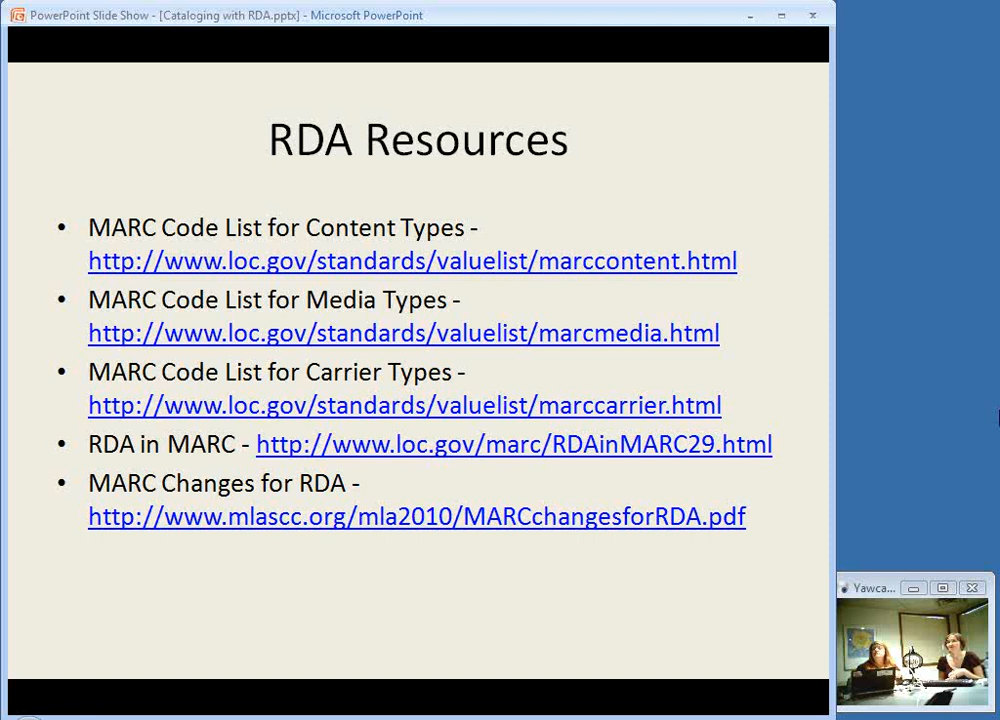 PowerPoint Slide Show - [Cataloging with RDA.pptx] - Microsoft PowerPoint
RDA Resources
• MARC Code List for Content Types -
http://www.loc.gov/standards/valuelist/marccontent.html
• MARC Code List for Media Types -
http://www.loc.gov/standards/valuelist/marcmedia.html
• MARC Code List for Carrier Types -
http://www.loc.gov/standards/valuelist/marccarrier.html
• RDA in MARC - http://www.loc.gov/marc/RDAinMARC29.html
• MARC Changes for RDA -
http://www.mlascc.org/mla2010/MARCchangesforRDA.pdf
Yawca...